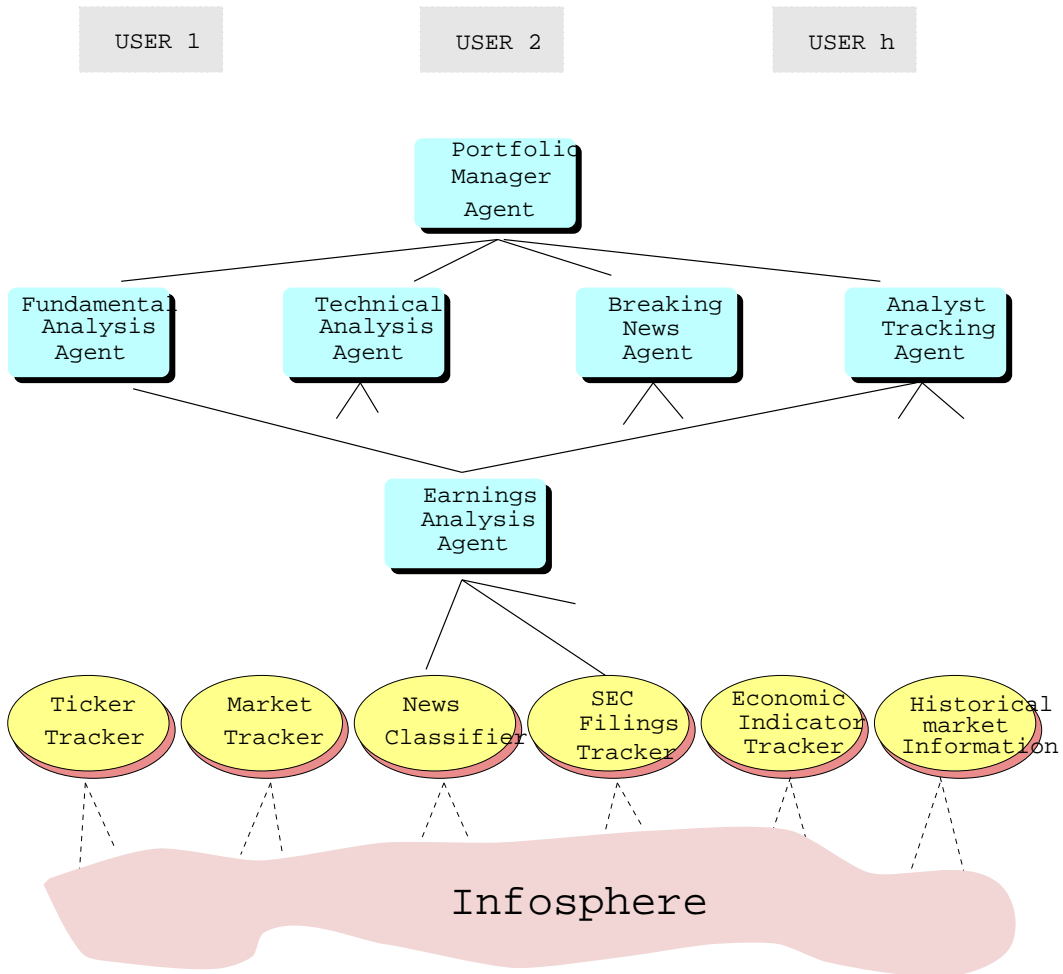 USER 1
USER 2
USER h
Portfolio
Manager
Agent
Fundamental
Analysis
Agent
Technical
Analysis
Agent
Breaking
News
Agent
Analyst
Tracking
Agent
Earnings
Analysis
Agent
Ticker
Tracker
Market
Tracker
News
Classifier
SEC
Filings
Tracker
Economic
Indicator
Tracker
Historical
market
Information
Infosphere